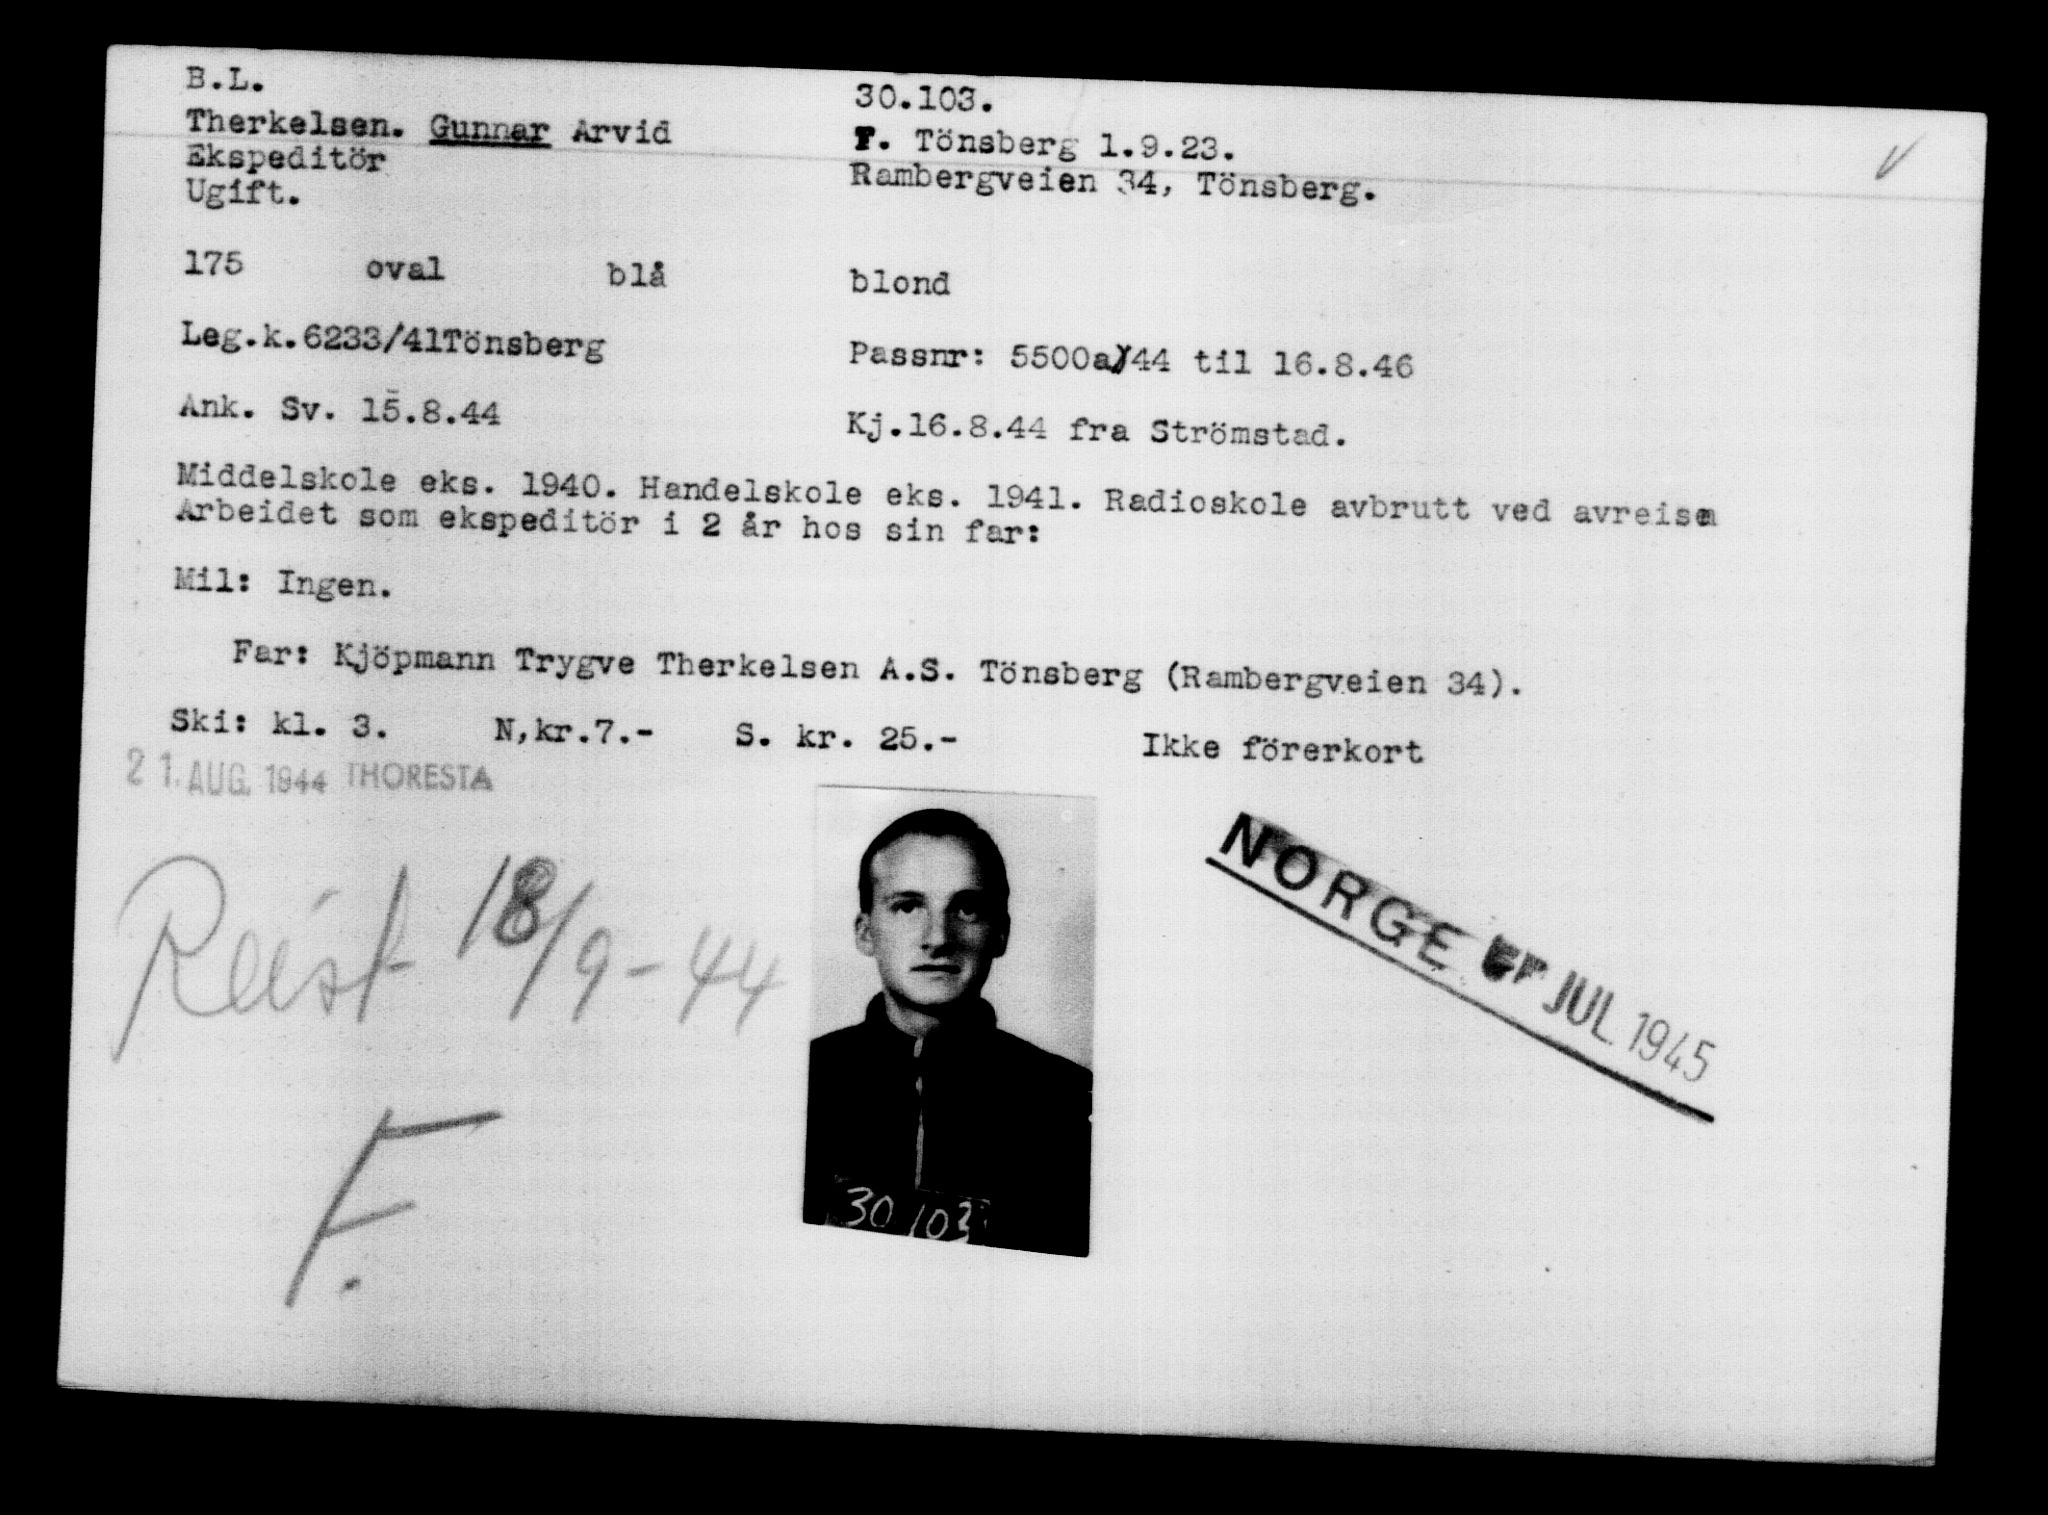 B.L. 30.103.
Therkelsen. Gunnar Arvid F. Tönsberg 1.9.23.
Ekspeditör Rambergveien 34, Tönsberg.
Ugift.
175 oval blå blond
Leg.k.6233/41Tönsberg Passnr: 5500a/44 til 16.8.46
Ank. Sv. 15.8.44 Kj.16.8.44 fra Strömstad.
Middelskole eks. 1940. Handelskole eks. 1941. Radioskole avbrutt ved avreise
Arbeidet som ekspeditör i 2 år hos sin far:
Mil: Ingen.
Far: Kjöpmann Trygve Therkelsen A.S. Tönsberg (Rambergveien 34).
Ski: kl. 3. N,kr.7.- S. kr. 25.- Ikke förerkort
21. AUG. 1944 THORESTA
Reist 18/9-44
NORGE JUL 1945
F.
30 103